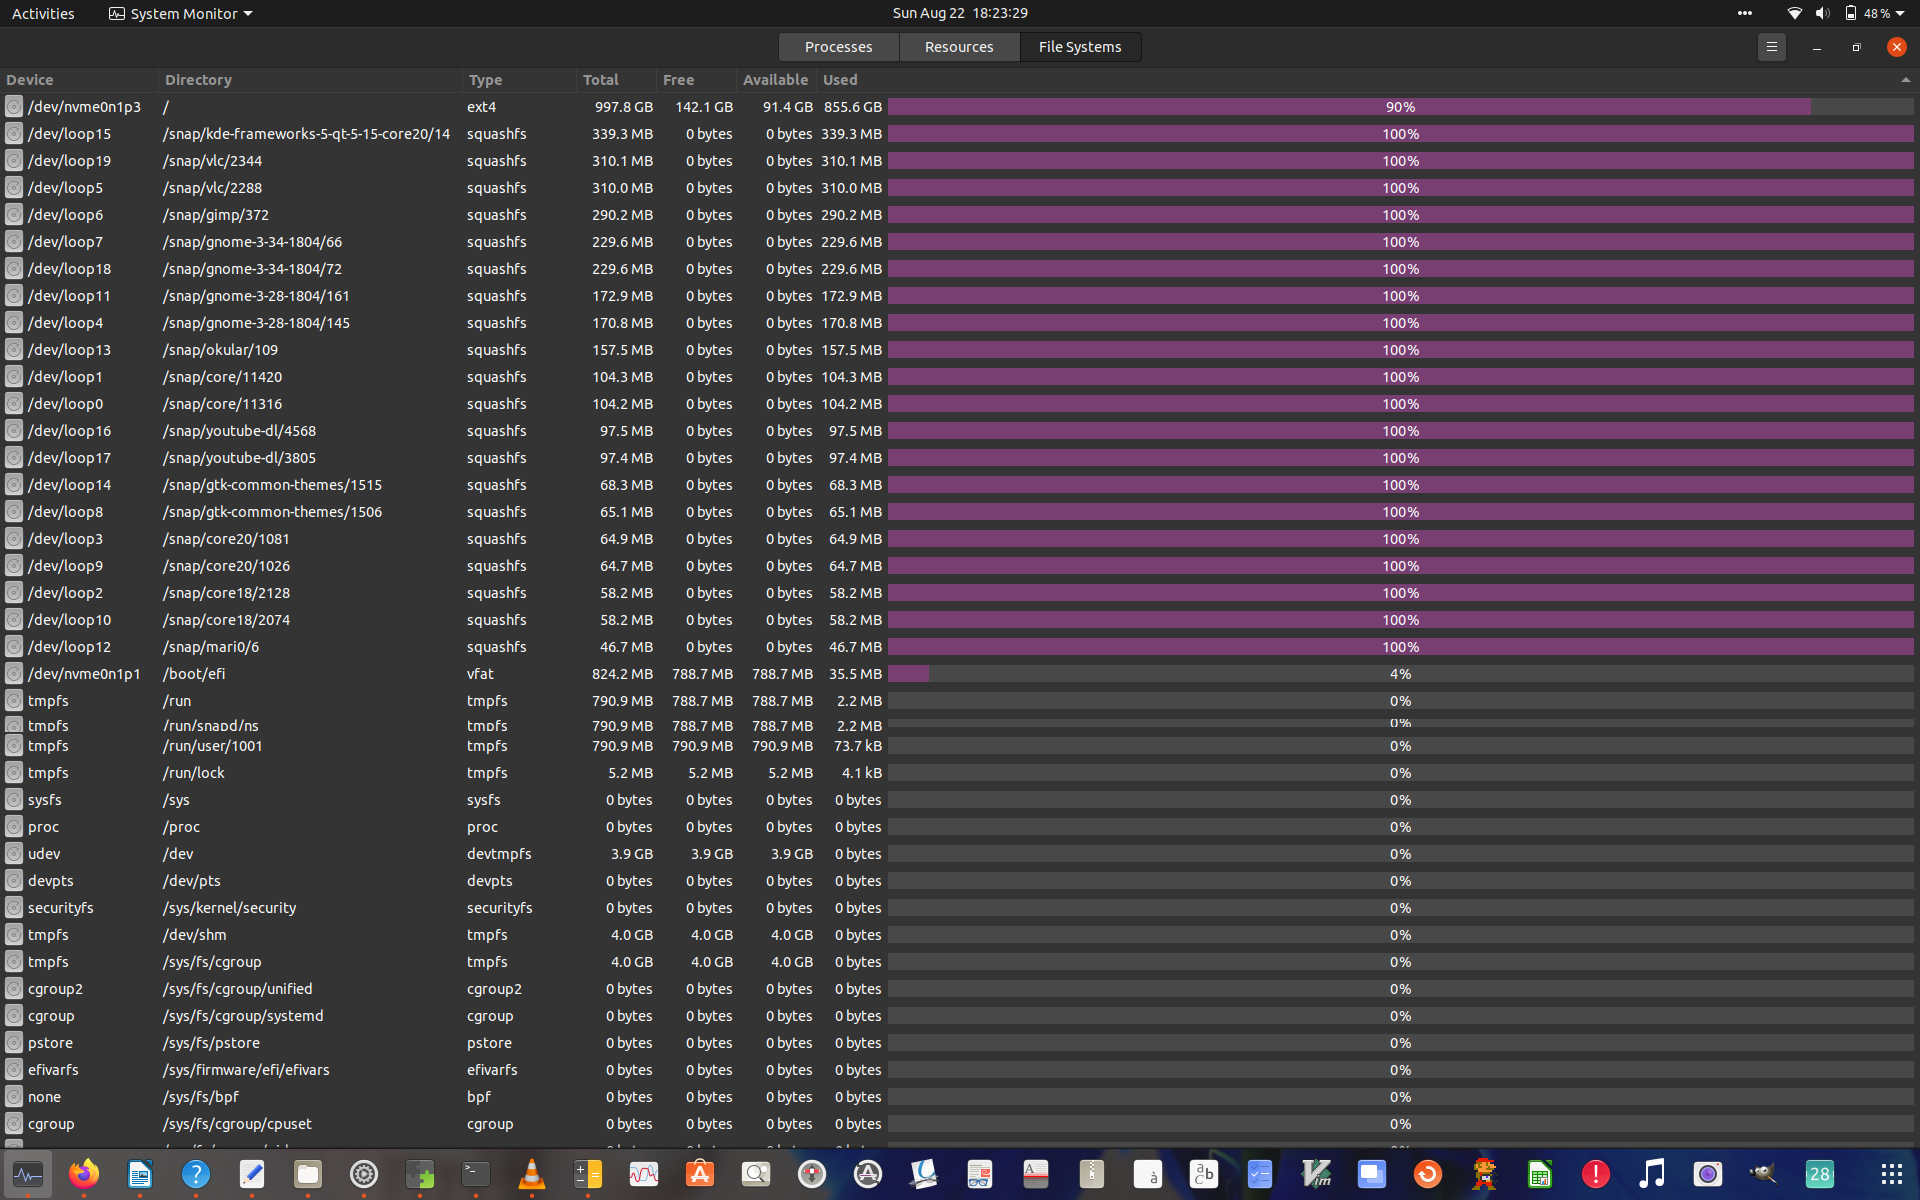 Activities System Monitor Sun Aug 22 18:23:29 48 %
Processes Resources File Systems
Device Directory Type Total Free Available Used
/dev/nvme0n1p3 / ext4 997.8 GB 142.1 GB 91.4 GB 855.6 GB 90%
/dev/loop15 /snap/kde-frameworks-5-qt-5-15-core20/14 squashfs 339.3 MB 0 bytes 0 bytes 339.3 MB 100%
/dev/loop19 /snap/vlc/2344 squashfs 310.1 MB 0 bytes 0 bytes 310.1 MB 100%
/dev/loop5 /snap/vlc/2288 squashfs 310.0 MB 0 bytes 0 bytes 310.0 MB 100%
/dev/loop6 /snap/gimp/372 squashfs 290.2 MB 0 bytes 0 bytes 290.2 MB 100%
/dev/loop7 /snap/gnome-3-34-1804/66 squashfs 229.6 MB 0 bytes 0 bytes 229.6 MB 100%
/dev/loop18 /snap/gnome-3-34-1804/72 squashfs 229.6 MB 0 bytes 0 bytes 229.6 MB 100%
/dev/loop11 /snap/gnome-3-28-1804/161 squashfs 172.9 MB 0 bytes 0 bytes 172.9 MB 100%
/dev/loop4 /snap/gnome-3-28-1804/145 squashfs 170.8 MB 0 bytes 0 bytes 170.8 MB 100%
/dev/loop13 /snap/okular/109 squashfs 157.5 MB 0 bytes 0 bytes 157.5 MB 100%
/dev/loop1 /snap/core/11420 squashfs 104.3 MB 0 bytes 0 bytes 104.3 MB 100%
/dev/loop0 /snap/core/11316 squashfs 104.2 MB 0 bytes 0 bytes 104.2 MB 100%
/dev/loop16 /snap/youtube-dl/4568 squashfs 97.5 MB 0 bytes 0 bytes 97.5 MB 100%
/dev/loop17 /snap/youtube-dl/3805 squashfs 97.4 MB 0 bytes 0 bytes 97.4 MB 100%
/dev/loop14 /snap/gtk-common-themes/1515 squashfs 68.3 MB 0 bytes 0 bytes 68.3 MB 100%
/dev/loop8 /snap/gtk-common-themes/1506 squashfs 65.1 MB 0 bytes 0 bytes 65.1 MB 100%
/dev/loop3 /snap/core20/1081 squashfs 64.9 MB 0 bytes 0 bytes 64.9 MB 100%
/dev/loop9 /snap/core20/1026 squashfs 64.7 MB 0 bytes 0 bytes 64.7 MB 100%
/dev/loop2 /snap/core18/2128 squashfs 58.2 MB 0 bytes 0 bytes 58.2 MB 100%
/dev/loop10 /snap/core18/2074 squashfs 58.2 MB 0 bytes 0 bytes 58.2 MB 100%
/dev/loop12 /snap/mari0/6 squashfs 46.7 MB 0 bytes 0 bytes 46.7 MB 100%
/dev/nvme0n1p1 /boot/efi vfat 824.2 MB 788.7 MB 788.7 MB 35.5 MB 4%
tmpfs /run tmpfs 790.9 MB 788.7 MB 788.7 MB 2.2 MB 0%
tmpfs /run/snapd/ns tmpfs 790.9 MB 788.7 MB 788.7 MB 2.2 MB 0%
tmpfs /run/user/1001 tmpfs 790.9 MB 790.9 MB 790.9 MB 73.7 kB 0%
tmpfs /run/lock tmpfs 5.2 MB 5.2 MB 5.2 MB 4.1 kB 0%
sysfs /sys sysfs 0 bytes 0 bytes 0 bytes 0 bytes 0%
proc /proc proc 0 bytes 0 bytes 0 bytes 0 bytes 0%
udev /dev devtmpfs 3.9 GB 3.9 GB 3.9 GB 0 bytes 0%
devpts /dev/pts devpts 0 bytes 0 bytes 0 bytes 0 bytes 0%
securityfs /sys/kernel/security securityfs 0 bytes 0 bytes 0 bytes 0 bytes 0%
tmpfs /dev/shm tmpfs 4.0 GB 4.0 GB 4.0 GB 0 bytes 0%
tmpfs /sys/fs/cgroup tmpfs 4.0 GB 4.0 GB 4.0 GB 0 bytes 0%
cgroup2 /sys/fs/cgroup/unified cgroup2 0 bytes 0 bytes 0 bytes 0 bytes 0%
cgroup /sys/fs/cgroup/systemd cgroup 0 bytes 0 bytes 0 bytes 0 bytes 0%
pstore /sys/fs/pstore pstore 0 bytes 0 bytes 0 bytes 0 bytes 0%
efivarfs /sys/firmware/efi/efivars efivarfs 0 bytes 0 bytes 0 bytes 0 bytes 0%
none /sys/fs/bpf bpf 0 bytes 0 bytes 0 bytes 0 bytes 0%
cgroup /sys/fs/cgroup/cpuset cgroup 0 bytes 0 bytes 0 bytes 0 bytes 0%
28